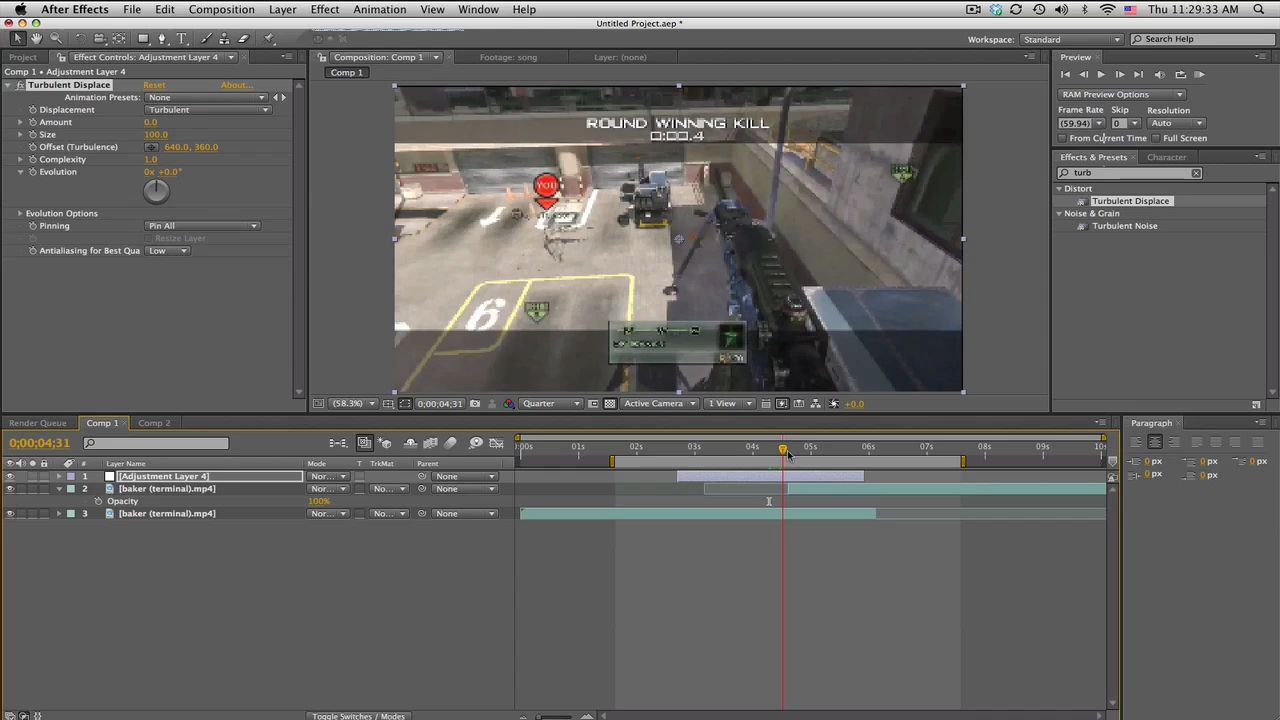 After Effects File Edit Composition Layer Effect Animation View Window Help Thu 11:29:33 AM
Untitled Project.aep *
Workspace: Standard Search Help
Project Effect Controls: Adjustment Layer 4 Composition: Comp 1 Footage: song Layer: (none) Preview
Comp 1 • Adjustment Layer 4 Comp 1
fx Turbulent Displace Reset About...
Animation Presets: None
Displacement Turbulent
Amount 0.0
Size 100.0
Offset (Turbulence) 640.0, 360.0
Complexity 1.0
Evolution 0x +0.0°
Evolution Options
Pinning Pin All
Resize Layer
Antialiasing for Best Qua Low
ROUND WINNING KILL
0:00.4
YOU
6
RAM Preview Options
Frame Rate Skip Resolution
(59.94) 0 Auto
From Current Time Full Screen
Effects & Presets Character
turb
Distort
Turbulent Displace
Noise & Grain
Turbulent Noise
(58.3%) 0;00;04;31 Quarter Active Camera 1 View +0.0
Render Queue Comp 1 Comp 2 Paragraph
0;00;04;31 0:00s 01s 02s 03s 04s 05s 06s 07s 08s 09s 10
# Layer Name Mode T TrkMat Parent
1 [Adjustment Layer 4] Nor... None
2 [baker (terminal).mp4] Nor... No... None
Opacity 100%
3 [baker (terminal).mp4] Nor... No... None
0 px 0 px 0 px
0 px 0 px
Toggle Switches / Modes